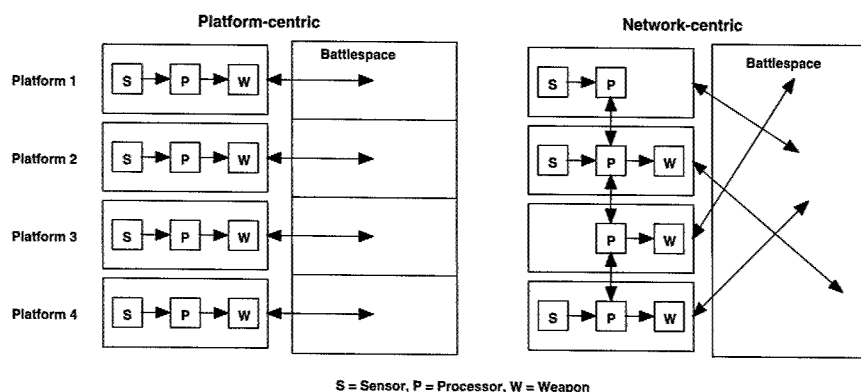 Platform-centric
Network-centric
Battlespace
Battlespace
Platform 1
S P W
S P
Platform 2
S P W
S P W
Platform 3
S P W
P W
Platform 4
S P W
S P W
S = Sensor, P = Processor, W = Weapon